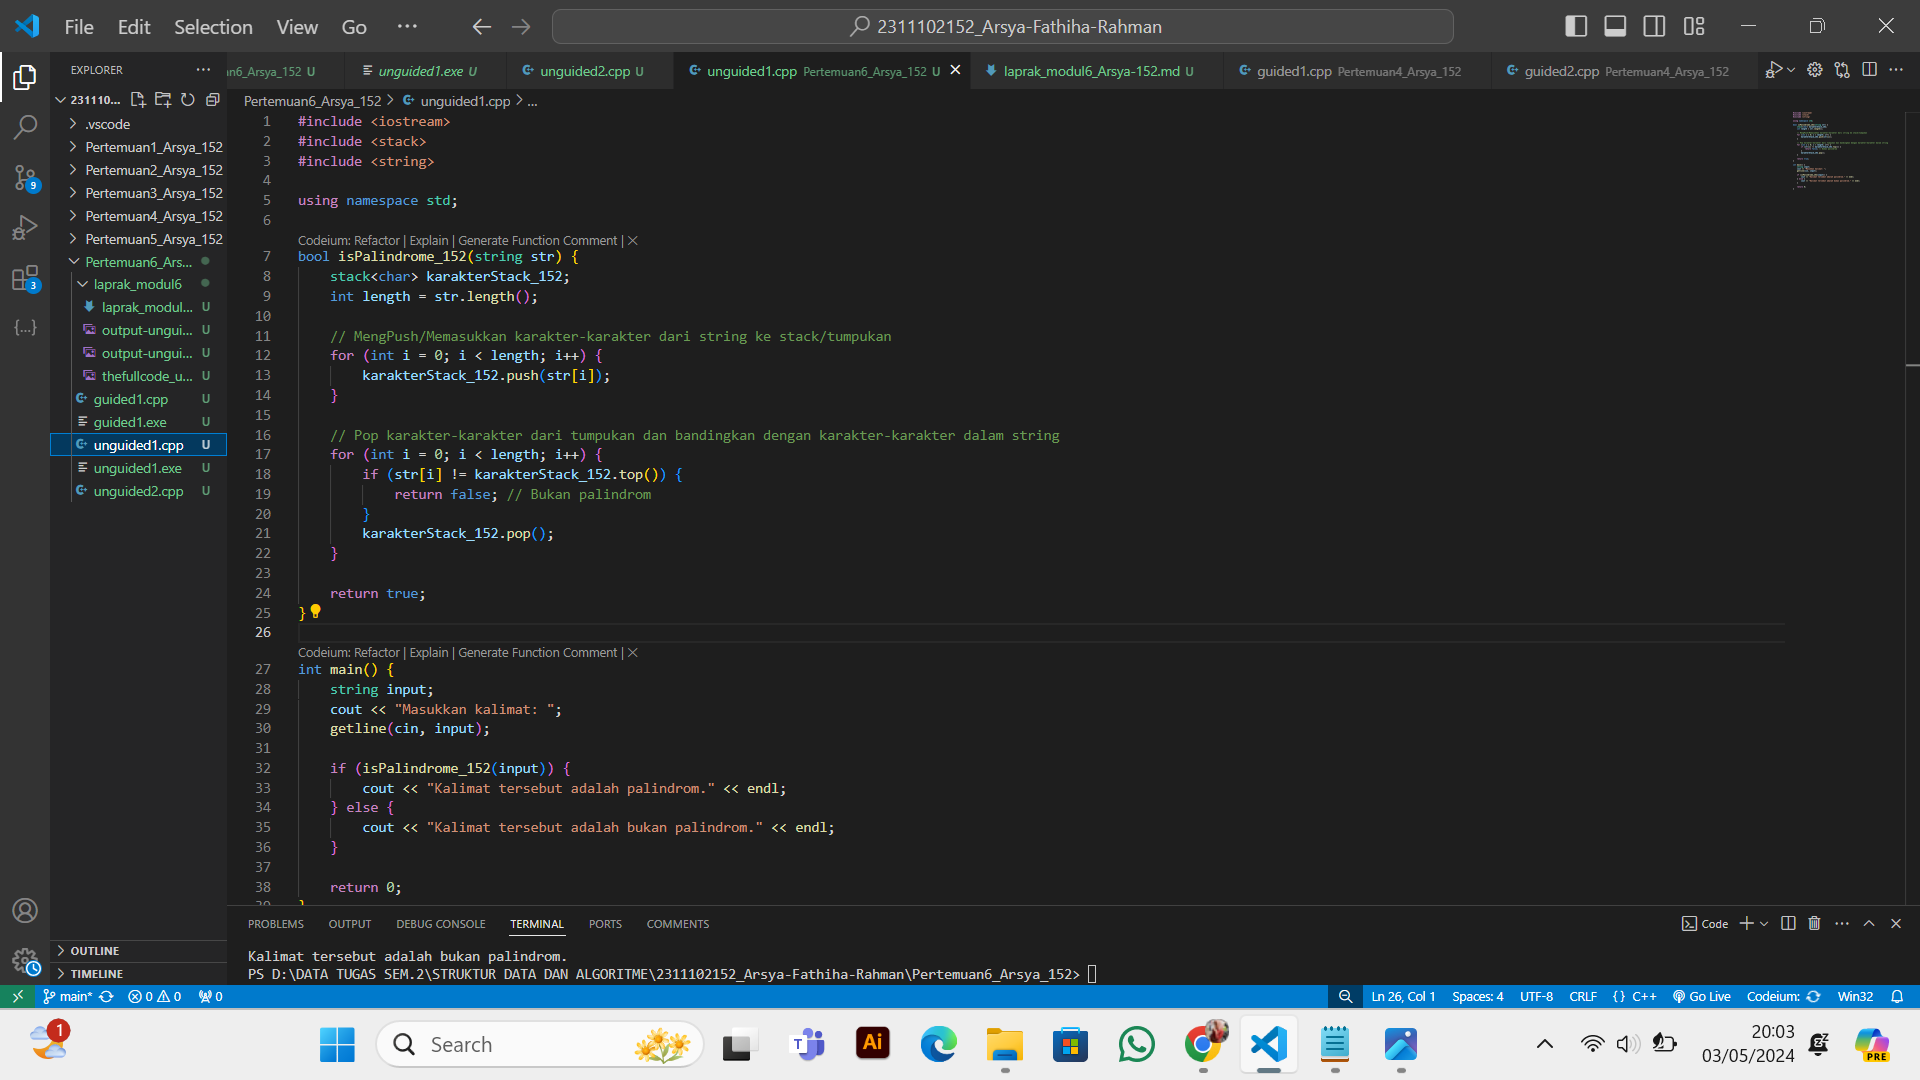 File Edit Selection View Go ··· 2311102152_Arsya-Fathiha-Rahman
EXPLORER ···
n6_Arsya_152 U unguided1.exe U unguided2.cpp U unguided1.cpp Pertemuan6_Arsya_152 U laprak_modul6_Arsya-152.md U guided1.cpp Pertemuan4_Arsya_152 guided2.cpp Pertemuan4_Arsya_152
231110...
.vscode
Pertemuan1_Arsya_152
Pertemuan2_Arsya_152
Pertemuan3_Arsya_152
Pertemuan4_Arsya_152
Pertemuan5_Arsya_152
Pertemuan6_Ars...
laprak_modul6
laprak_modul... U
output-ungui... U
output-ungui... U
thefullcode_u... U
guided1.cpp U
guided1.exe U
unguided1.cpp U
unguided1.exe U
unguided2.cpp U
OUTLINE
TIMELINE
9
3
{...}
Pertemuan6_Arsya_152 > unguided1.cpp > ...
1 #include <iostream>
2 #include <stack>
3 #include <string>
4
5 using namespace std;
6
Codeium: Refactor | Explain | Generate Function Comment | ×
7 bool isPalindrome_152(string str) {
8 stack<char> karakterStack_152;
9 int length = str.length();
10
11 // MengPush/Memasukkan karakter-karakter dari string ke stack/tumpukan
12 for (int i = 0; i < length; i++) {
13 karakterStack_152.push(str[i]);
14 }
15
16 // Pop karakter-karakter dari tumpukan dan bandingkan dengan karakter-karakter dalam string
17 for (int i = 0; i < length; i++) {
18 if (str[i] != karakterStack_152.top()) {
19 return false; // Bukan palindrom
20 }
21 karakterStack_152.pop();
22 }
23
24 return true;
25 }
26
Codeium: Refactor | Explain | Generate Function Comment | ×
27 int main() {
28 string input;
29 cout << "Masukkan kalimat: ";
30 getline(cin, input);
31
32 if (isPalindrome_152(input)) {
33 cout << "Kalimat tersebut adalah palindrom." << endl;
34 } else {
35 cout << "Kalimat tersebut adalah bukan palindrom." << endl;
36 }
37
38 return 0;
39 }
PROBLEMS OUTPUT DEBUG CONSOLE TERMINAL PORTS COMMENTS Code
Kalimat tersebut adalah bukan palindrom.
PS D:\DATA TUGAS SEM.2\STRUKTUR DATA DAN ALGORITME\2311102152_Arsya-Fathiha-Rahman\Pertemuan6_Arsya_152>
main* 0 0 0 Ln 26, Col 1 Spaces: 4 UTF-8 CRLF {} C++ Go Live Codeium: Win32
1 Search T Ai 20:03
03/05/2024
PRE